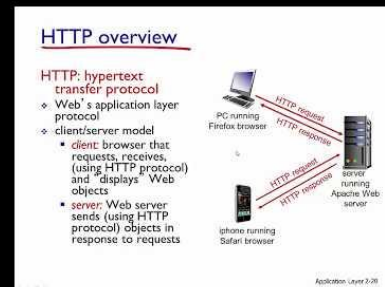 HTTP overview
HTTP: hypertext
transfer protocol
Web's application layer
protocol
client/server model
client: browser that
requests, receives,
(using HTTP protocol)
and "displays" Web
objects
server: Web server
sends (using HTTP
protocol) objects in
response to requests
PC running
Firefox browser
HTTP request
HTTP response
HTTP request
HTTP response
server
running
Apache Web
server
iphone running
Safari browser
Application Layer 2-20